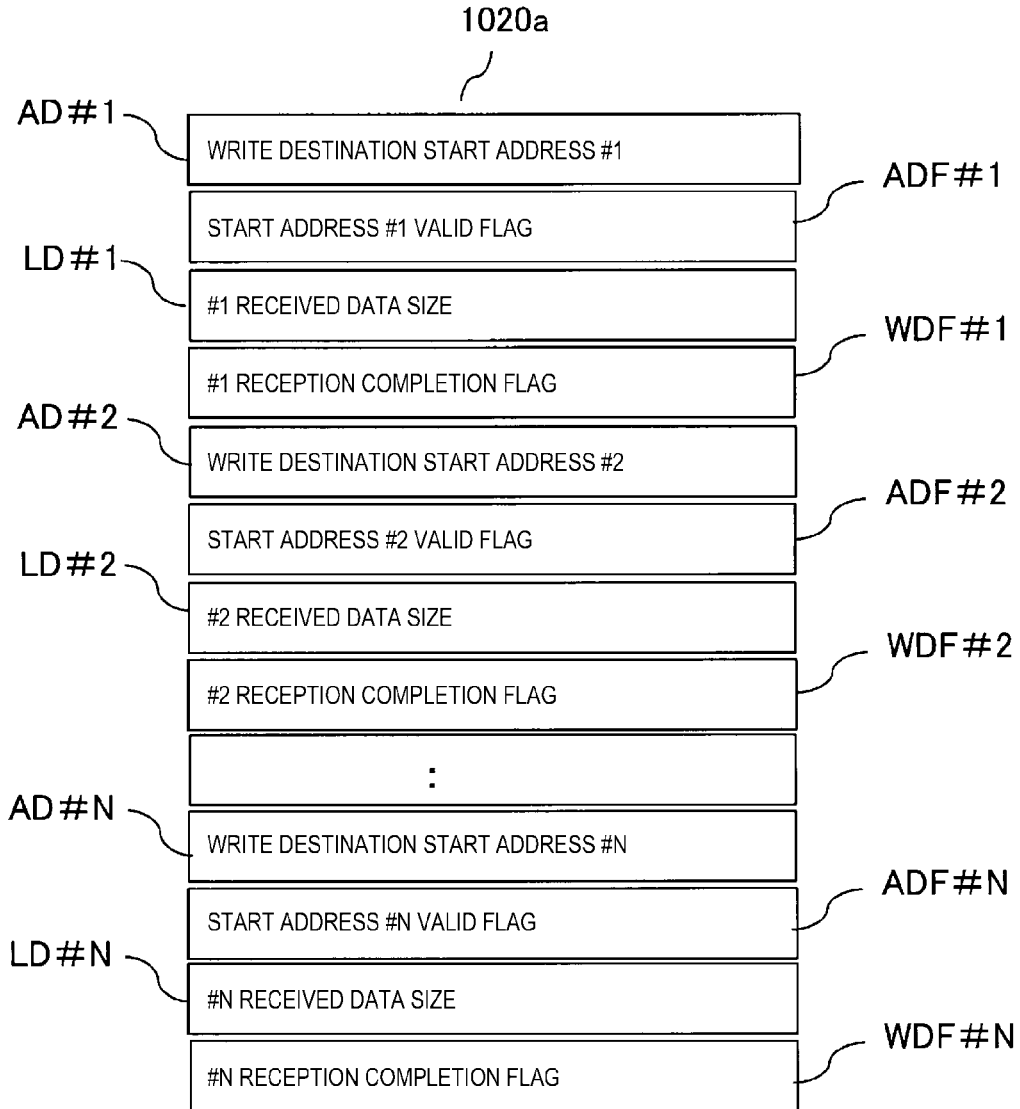 1020a
AD#1
WRITE DESTINATION START ADDRESS #1
ADF#1
START ADDRESS #1 VALID FLAG
LD#1
#1 RECEIVED DATA SIZE
WDF#1
#1 RECEPTION COMPLETION FLAG
AD#2
WRITE DESTINATION START ADDRESS #2
ADF#2
START ADDRESS #2 VALID FLAG
LD#2
#2 RECEIVED DATA SIZE
WDF#2
#2 RECEPTION COMPLETION FLAG
:
AD#N
WRITE DESTINATION START ADDRESS #N
ADF#N
START ADDRESS #N VALID FLAG
LD#N
#N RECEIVED DATA SIZE
WDF#N
#N RECEPTION COMPLETION FLAG